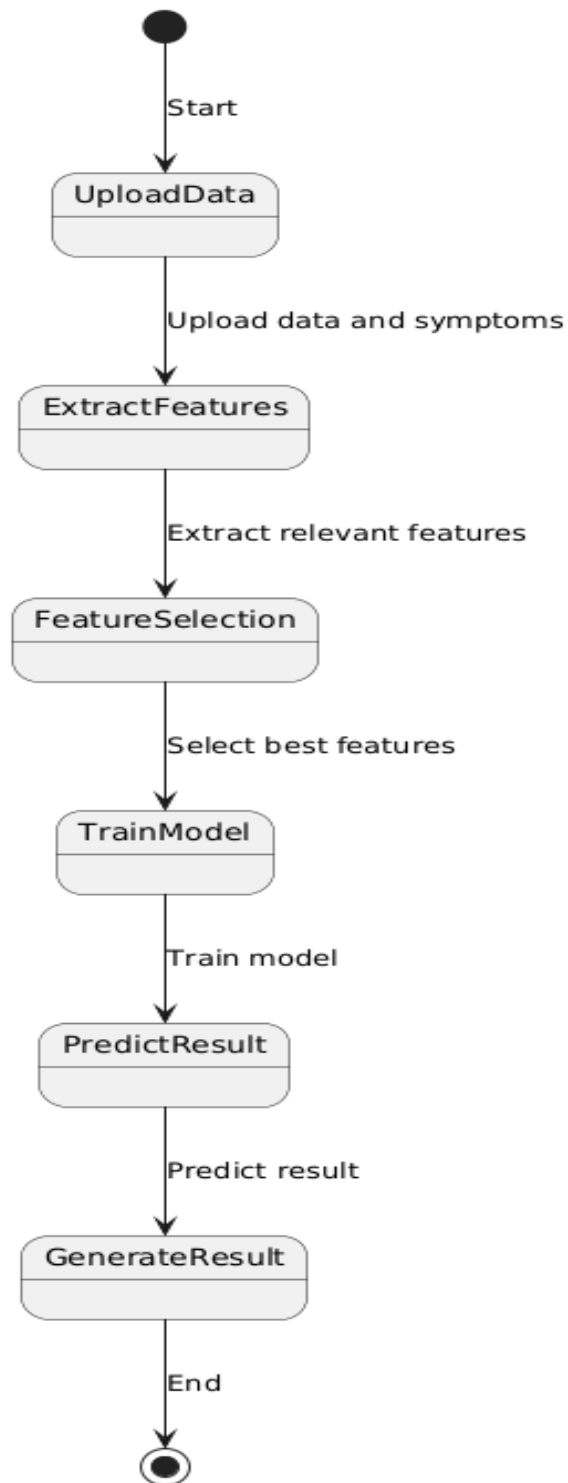 Start
UploadData
Upload data and symptoms
ExtractFeatures
Extract relevant features
FeatureSelection
Select best features
TrainModel
Train model
PredictResult
Predict result
GenerateResult
End